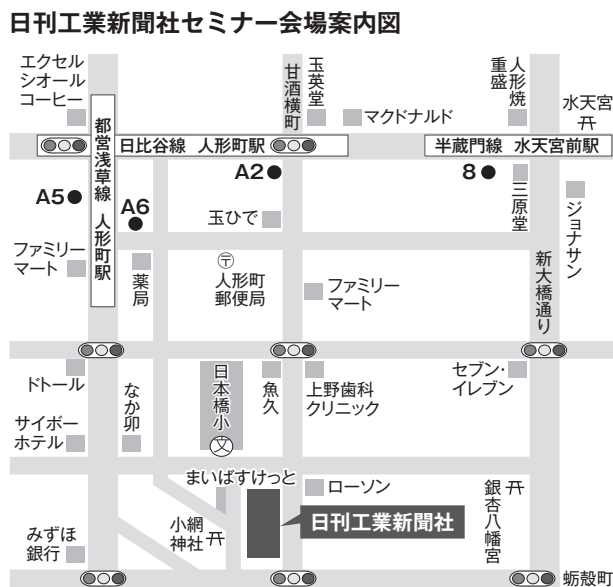 日刊工業新聞社セミナー会場案内図
エクセル
シオール
コーヒー
甘酒横町
玉英堂
マクドナルド
人形焼
重盛
水天宮
都営浅草線 人形町駅
日比谷線 人形町駅
半蔵門線 水天宮前駅
A5
A6
A2
8
三原堂
ジョナサン
玉ひで
ファミリー
マート
薬局
〒
人形町
郵便局
ファミリー
マート
新大橋通り
ドトール
なか卯
日本橋小
文
魚久
上野歯科
クリニック
セブン・
イレブン
サイボー
ホテル
まいばすけっと
ローソン
日刊工業新聞社
小網
神社
銀杏八幡宮
みずほ
銀行
蛎殻町